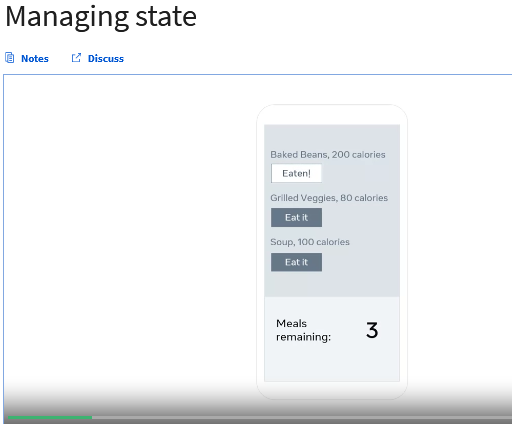 Managing state
Notes
Discuss
Baked Beans, 200 calories
Eaten!
Grilled Veggies, 80 calories
Eat it
Soup, 100 calories
Eat it
Meals
remaining:
3